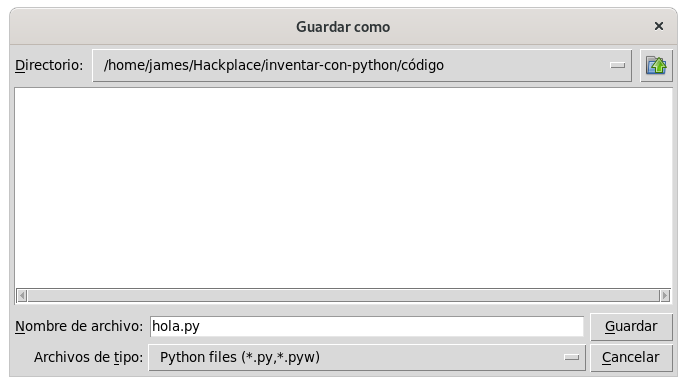 Guardar como
Directorio: /home/james/Hackplace/inventar-con-python/código
Nombre de archivo: hola.py Guardar
Archivos de tipo: Python files (*.py,*.pyw) Cancelar